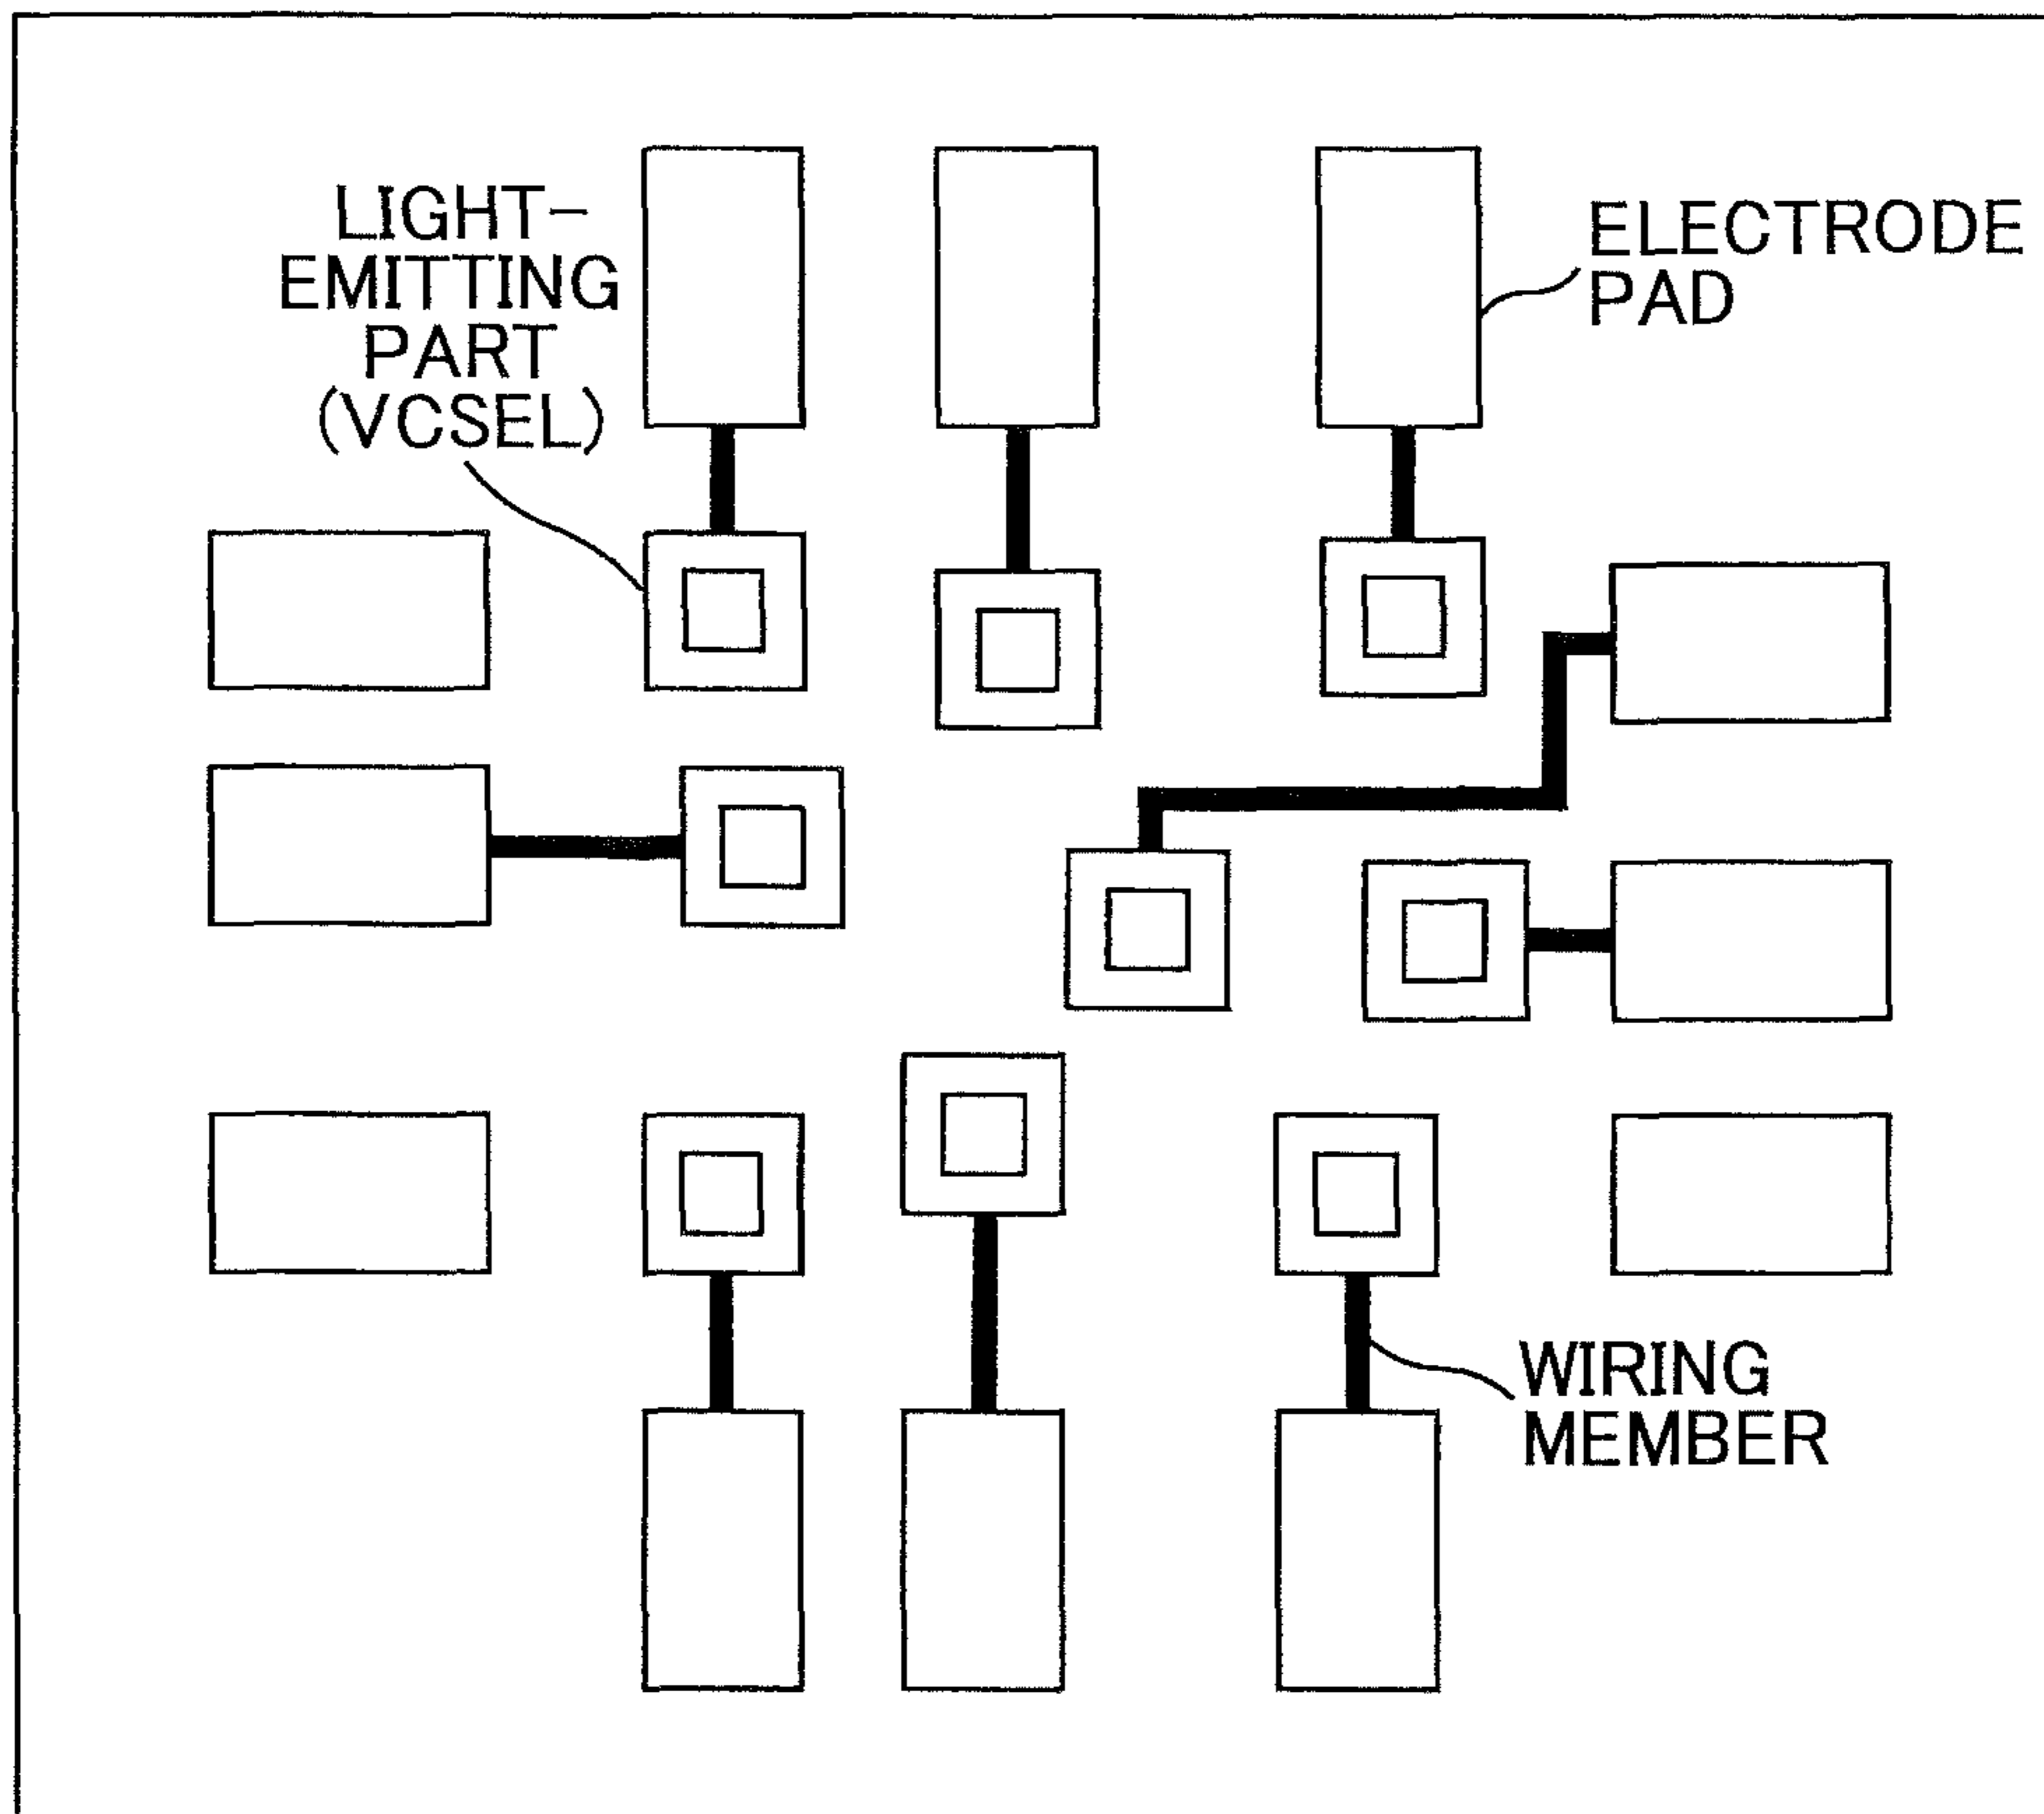 LIGHT-
EMITTING
PART
(VCSEL)
ELECTRODE
PAD
WIRING
MEMBER